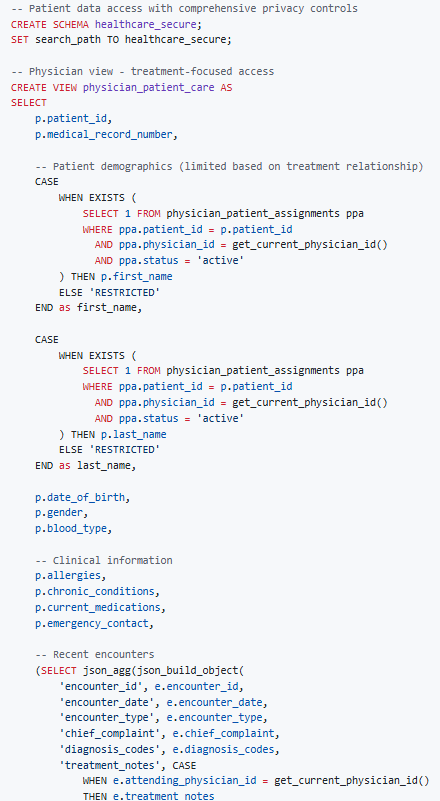 -- Patient data access with comprehensive privacy controls
CREATE SCHEMA healthcare_secure;
SET search_path TO healthcare_secure;

-- Physician view - treatment-focused access
CREATE VIEW physician_patient_care AS
SELECT
    p.patient_id,
    p.medical_record_number,

    -- Patient demographics (limited based on treatment relationship)
    CASE
        WHEN EXISTS (
            SELECT 1 FROM physician_patient_assignments ppa
            WHERE ppa.patient_id = p.patient_id
              AND ppa.physician_id = get_current_physician_id()
              AND ppa.status = 'active'
        ) THEN p.first_name
        ELSE 'RESTRICTED'
    END as first_name,

    CASE
        WHEN EXISTS (
            SELECT 1 FROM physician_patient_assignments ppa
            WHERE ppa.patient_id = p.patient_id
              AND ppa.physician_id = get_current_physician_id()
              AND ppa.status = 'active'
        ) THEN p.last_name
        ELSE 'RESTRICTED'
    END as last_name,

    p.date_of_birth,
    p.gender,
    p.blood_type,

    -- Clinical information
    p.allergies,
    p.chronic_conditions,
    p.current_medications,
    p.emergency_contact,

    -- Recent encounters
    (SELECT json_agg(json_build_object(
        'encounter_id', e.encounter_id,
        'encounter_date', e.encounter_date,
        'encounter_type', e.encounter_type,
        'chief_complaint', e.chief_complaint,
        'diagnosis_codes', e.diagnosis_codes,
        'treatment_notes', CASE
            WHEN e.attending_physician_id = get_current_physician_id()
            THEN e.treatment_notes